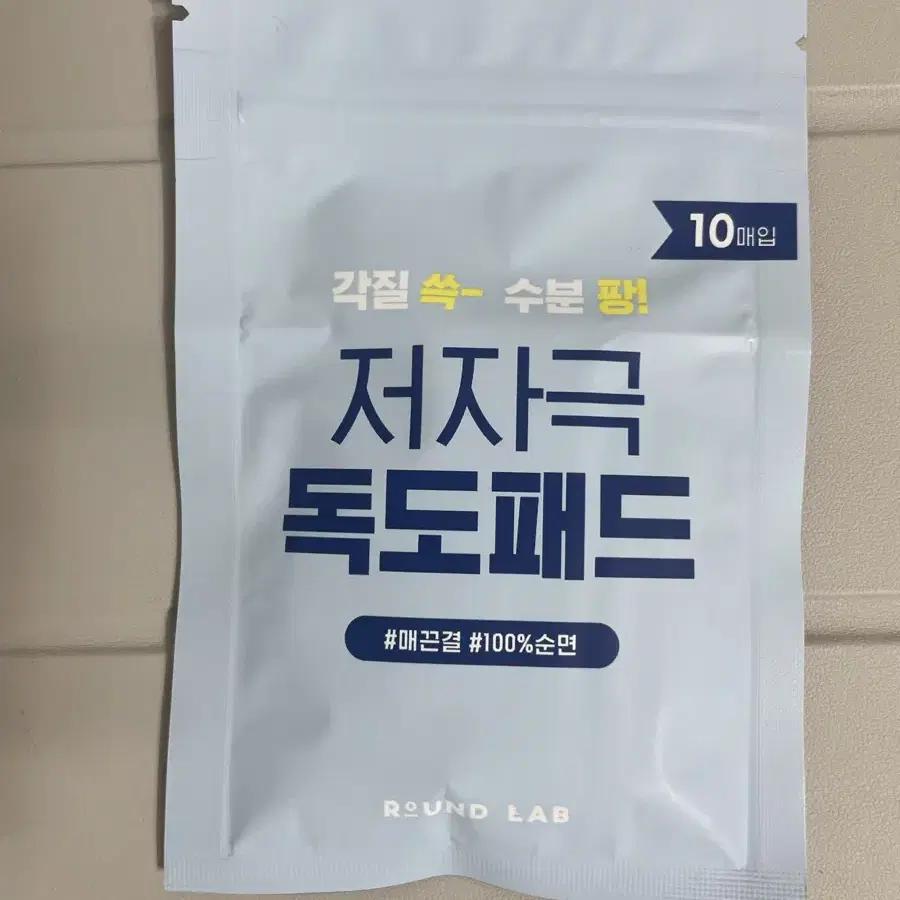 10매입
각질 쏙- 수분 팡!
저자극
독도패드
#매끈결 #100%순면
ROUND LAB